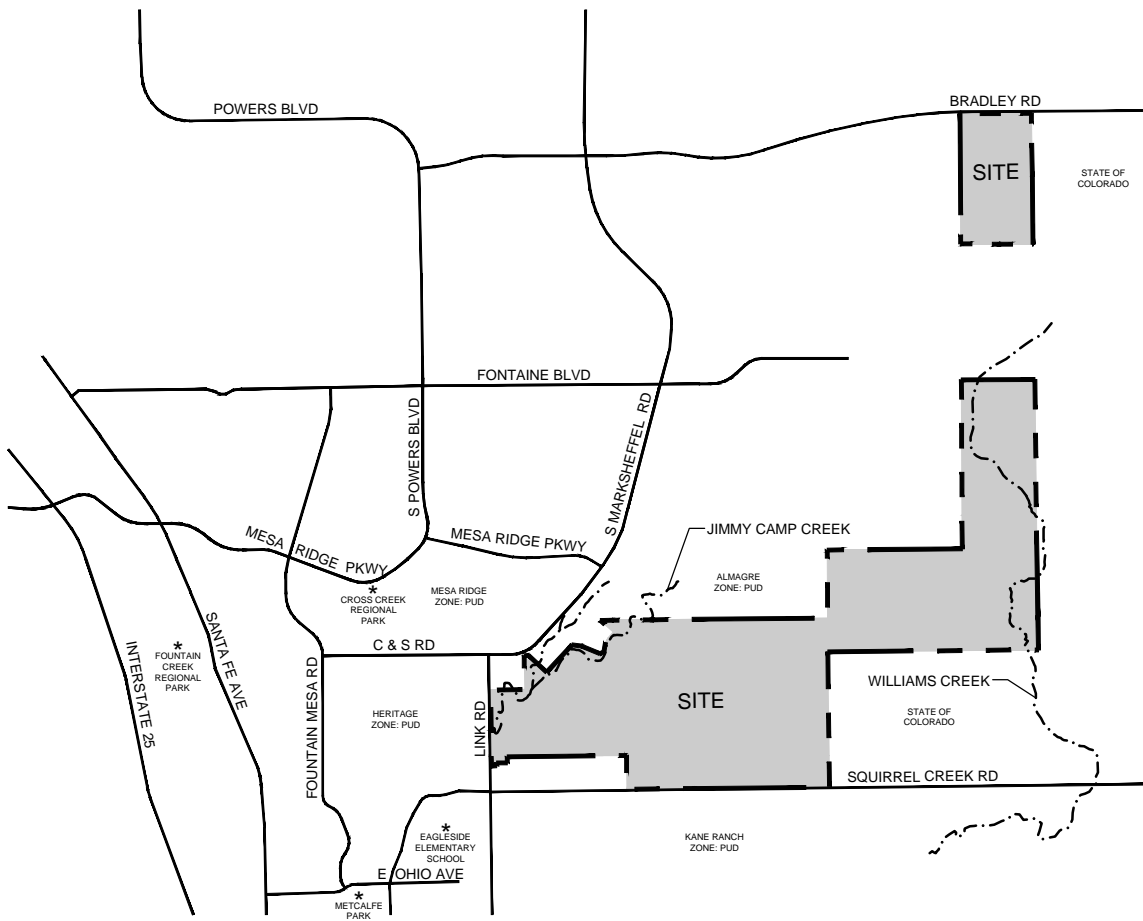 POWERS BLVD
BRADLEY RD
SITE
STATE OF
COLORADO
FONTAINE BLVD
S POWERS BLVD
S MARKSHEFFEL RD
MESA RIDGE PKWY
MESA RIDGE PKWY
JIMMY CAMP CREEK
*
CROSS CREEK
REGIONAL
PARK
MESA RIDGE
ZONE: PUD
ALMAGRE
ZONE: PUD
C & S RD
*
FOUNTAIN
CREEK
REGIONAL
PARK
SANTA FE AVE
INTERSTATE 25
FOUNTAIN MESA RD
HERITAGE
ZONE: PUD
LINK RD
SITE
WILLIAMS CREEK
STATE OF
COLORADO
SQUIRREL CREEK RD
*
EAGLESIDE
ELEMENTARY
SCHOOL
KANE RANCH
ZONE: PUD
E OHIO AVE
*
METCALFE
PARK